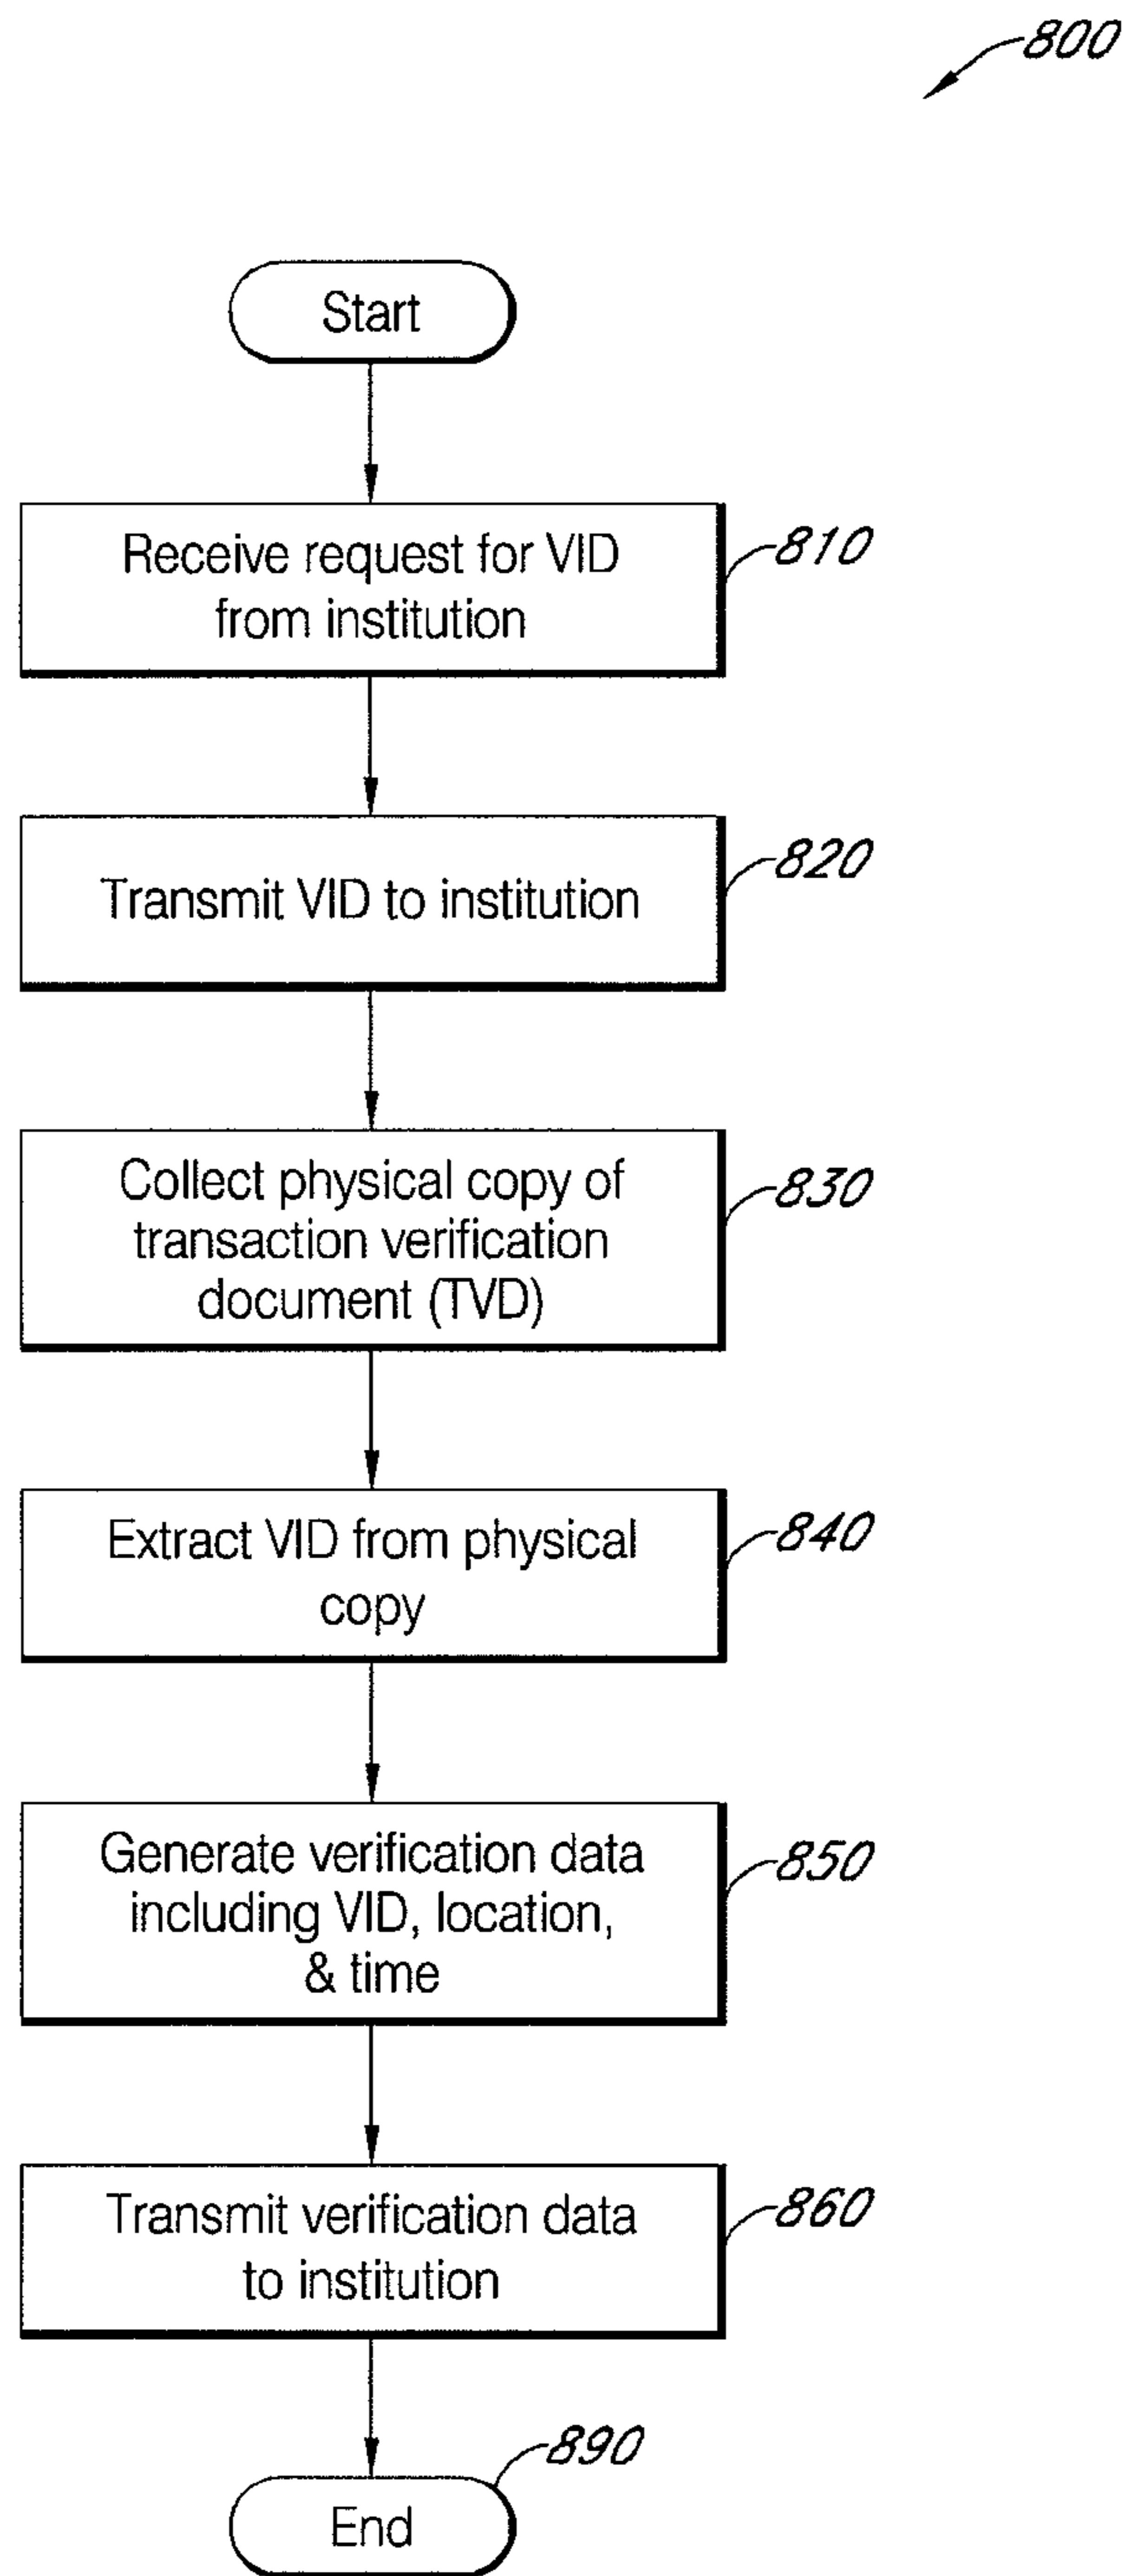 800
Start
Receive request for VID
from institution
810
Transmit VID to institution
820
Collect physical copy of
transaction verification
document (TVD)
830
Extract VID from physical
copy
840
Generate verification data
including VID, location,
& time
850
Transmit verification data
to institution
860
890
End